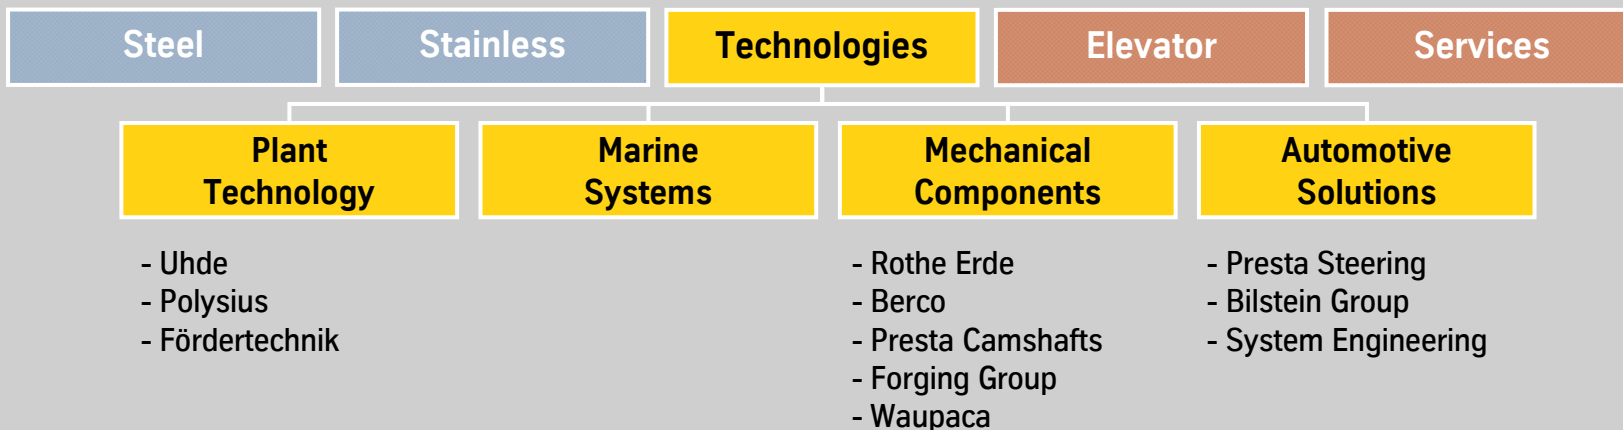 Steel
Stainless
Technologies
Elevator
Services
Plant
Technology
Marine
Systems
Mechanical
Components
Automotive
Solutions
- Uhde
- Polysius
- Fördertechnik
- Rothe Erde
- Berco
- Presta Camshafts
- Forging Group
- Waupaca
- Presta Steering
- Bilstein Group
- System Engineering